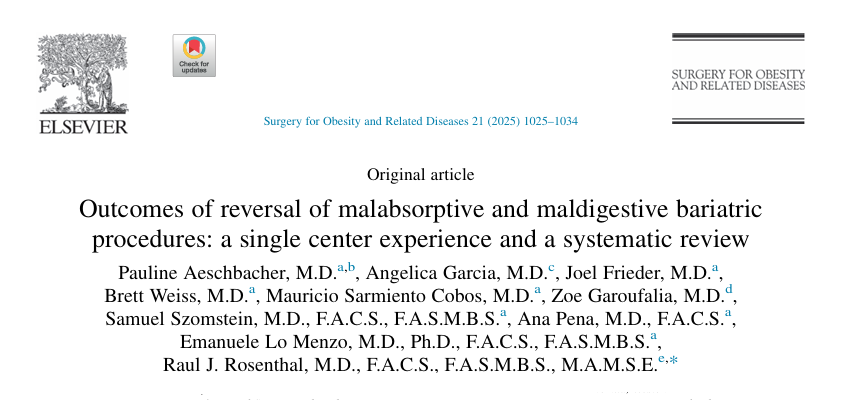 ELSEVIER
Check for
updates
SURGERY FOR OBESITY
AND RELATED DISEASES
Surgery for Obesity and Related Diseases 21 (2025) 1025–1034
Original article
Outcomes of reversal of malabsorptive and maldigestive bariatric
procedures: a single center experience and a systematic review
Pauline Aeschbacher, M.D.a,b, Angelica Garcia, M.D.c, Joel Frieder, M.D.a,
Brett Weiss, M.D.a, Mauricio Sarmiento Cobos, M.D.a, Zoe Garoufalia, M.D.d,
Samuel Szomstein, M.D., F.A.C.S., F.A.S.M.B.S.a, Ana Pena, M.D., F.A.C.S.a,
Emanuele Lo Menzo, M.D., Ph.D., F.A.C.S., F.A.S.M.B.S.a,
Raul J. Rosenthal, M.D., F.A.C.S., F.A.S.M.B.S., M.A.M.S.E.e,*